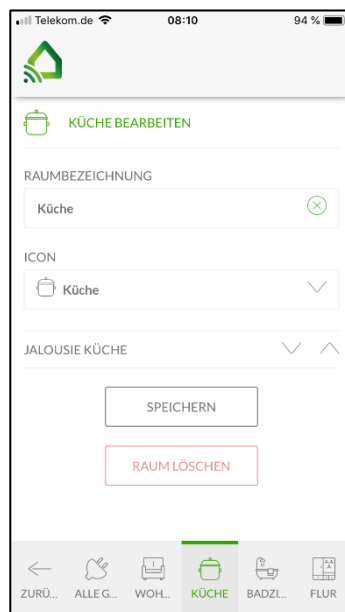 Telekom.de 08:10 94 %
KÜCHE BEARBEITEN
RAUMBEZEICHNUNG
Küche
ICON
Küche
JALOUSIE KÜCHE
SPEICHERN
RAUM LÖSCHEN
ZURÜ... ALLE G... WOH... KÜCHE BADZI... FLUR